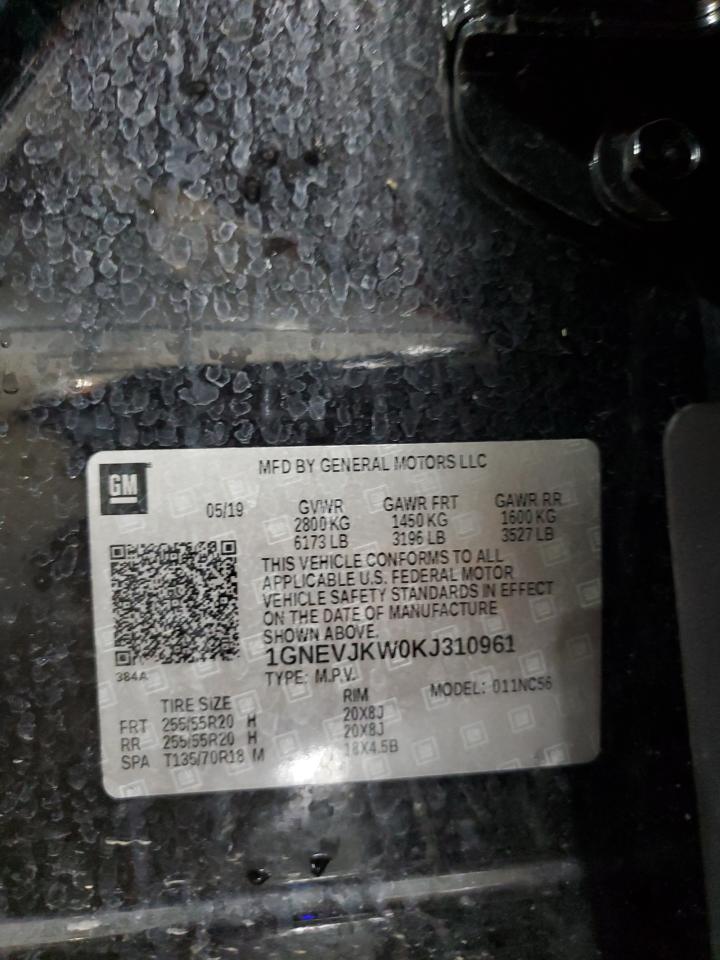 MFD BY GENERAL MOTORS LLC
GM
05/19 GVWR GAWR FRT GAWR RR
2800 KG 1450 KG 1600 KG
6173 LB 3196 LB 3527 LB
THIS VEHICLE CONFORMS TO ALL
APPLICABLE U.S. FEDERAL MOTOR
VEHICLE SAFETY STANDARDS IN EFFECT
ON THE DATE OF MANUFACTURE
SHOWN ABOVE.
1GNEVJKW0KJ310961
384A
TYPE: M.P.V. MODEL: 011NC56
TIRE SIZE RIM
FRT 255/55R20 H 20X8J
RR 255/55R20 H 20X8J
SPA T135/70R18 M 18X4.5B